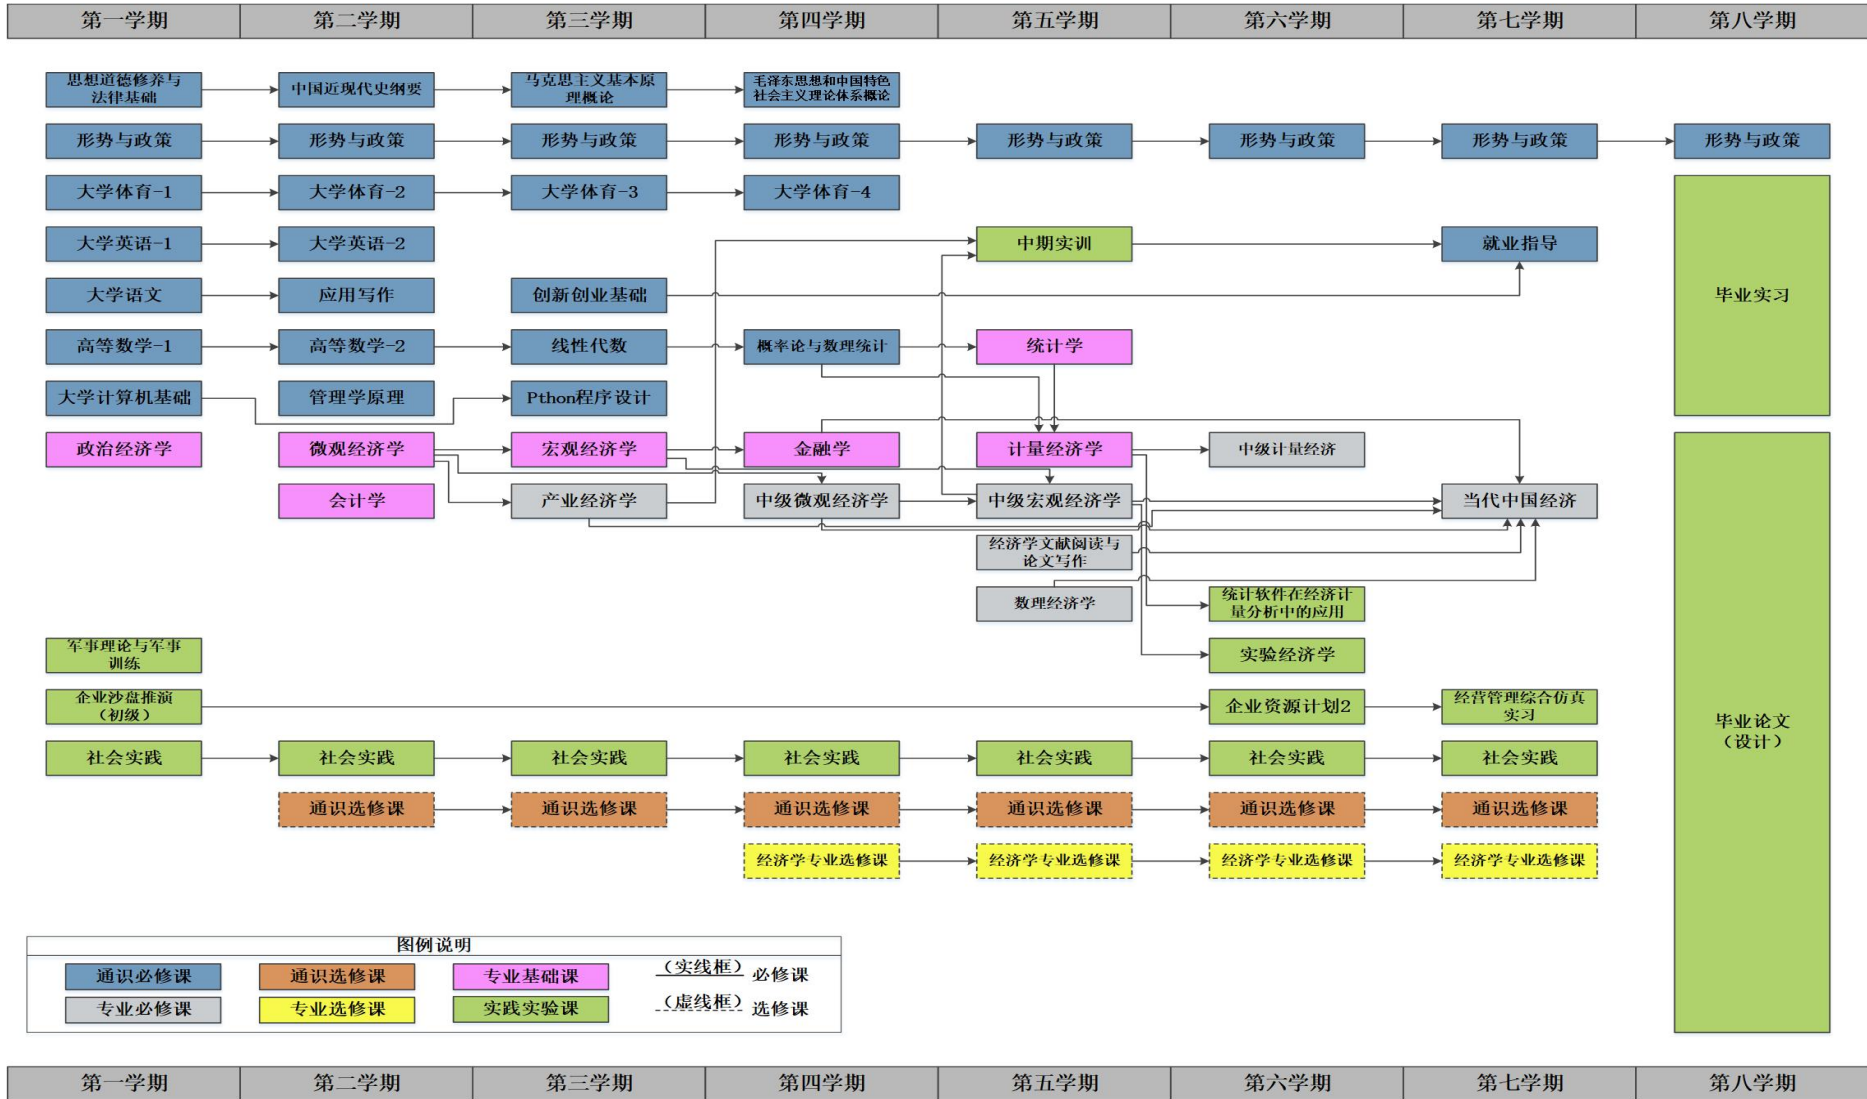 第一学期 第二学期 第三学期 第四学期 第五学期 第六学期 第七学期 第八学期
思想道德修养与
法律基础
中国近现代史纲要
马克思主义基本原
理概论
毛泽东思想和中国特色
社会主义理论体系概论
形势与政策 形势与政策 形势与政策 形势与政策 形势与政策 形势与政策 形势与政策 形势与政策
大学体育-1 大学体育-2 大学体育-3 大学体育-4
大学英语-1 大学英语-2 中期实训 就业指导
大学语文 应用写作 创新创业基础 毕业实习
高等数学-1 高等数学-2 线性代数 概率论与数理统计 统计学
大学计算机基础 管理学原理 Pthon程序设计
政治经济学 微观经济学 宏观经济学 金融学 计量经济学 中级计量经济
会计学 产业经济学 中级微观经济学 中级宏观经济学 当代中国经济
经济学文献阅读与
论文写作
数理经济学
统计软件在经济计
量分析中的应用
军事理论与军事
训练
实验经济学
企业沙盘推演
（初级）
企业资源计划2
经营管理综合仿真
实习
毕业论文
（设计）
社会实践 社会实践 社会实践 社会实践 社会实践 社会实践 社会实践
通识选修课 通识选修课 通识选修课 通识选修课 通识选修课 通识选修课
经济学专业选修课 经济学专业选修课 经济学专业选修课 经济学专业选修课
图例说明
通识必修课 通识选修课 专业基础课 （实线框） 必修课
专业必修课 专业选修课 实践实验课 （虚线框） 选修课
第一学期 第二学期 第三学期 第四学期 第五学期 第六学期 第七学期 第八学期